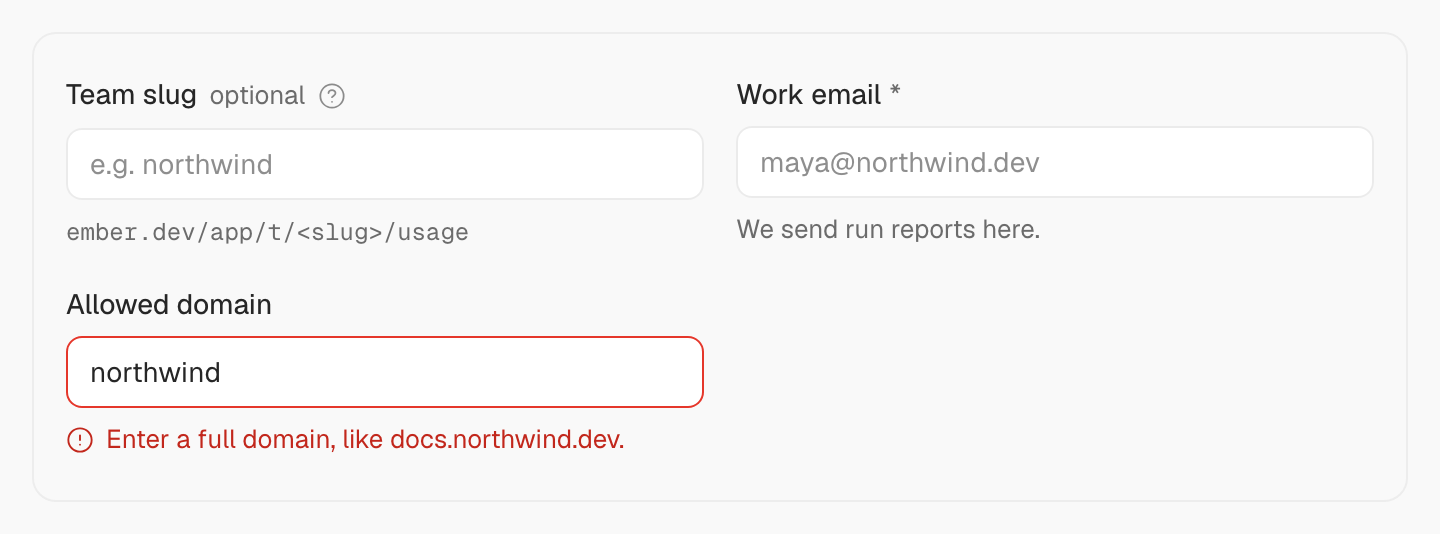 Team slug optional
e.g. northwind
ember.dev/app/t/<slug>/usage
Work email *
maya@northwind.dev
We send run reports here.
Allowed domain
northwind
Enter a full domain, like docs.northwind.dev.